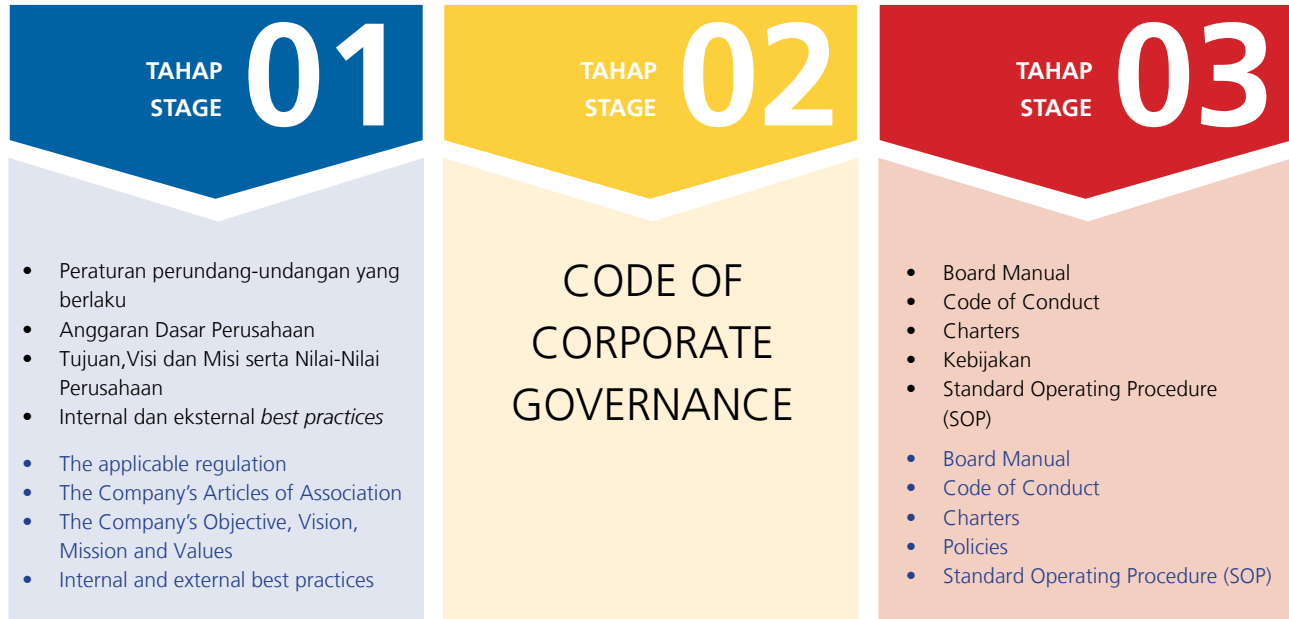 TAHAP
STAGE
01
• Peraturan perundang-undangan yang
berlaku
• Anggaran Dasar Perusahaan
• Tujuan,Visi dan Misi serta Nilai-Nilai
Perusahaan
• Internal dan eksternal best practices
• The applicable regulation
• The Company’s Articles of Association
• The Company’s Objective, Vision,
Mission and Values
• Internal and external best practices
TAHAP
STAGE
02
CODE OF
CORPORATE
GOVERNANCE
TAHAP
STAGE
03
• Board Manual
• Code of Conduct
• Charters
• Kebijakan
• Standard Operating Procedure
(SOP)
• Board Manual
• Code of Conduct
• Charters
• Policies
• Standard Operating Procedure (SOP)